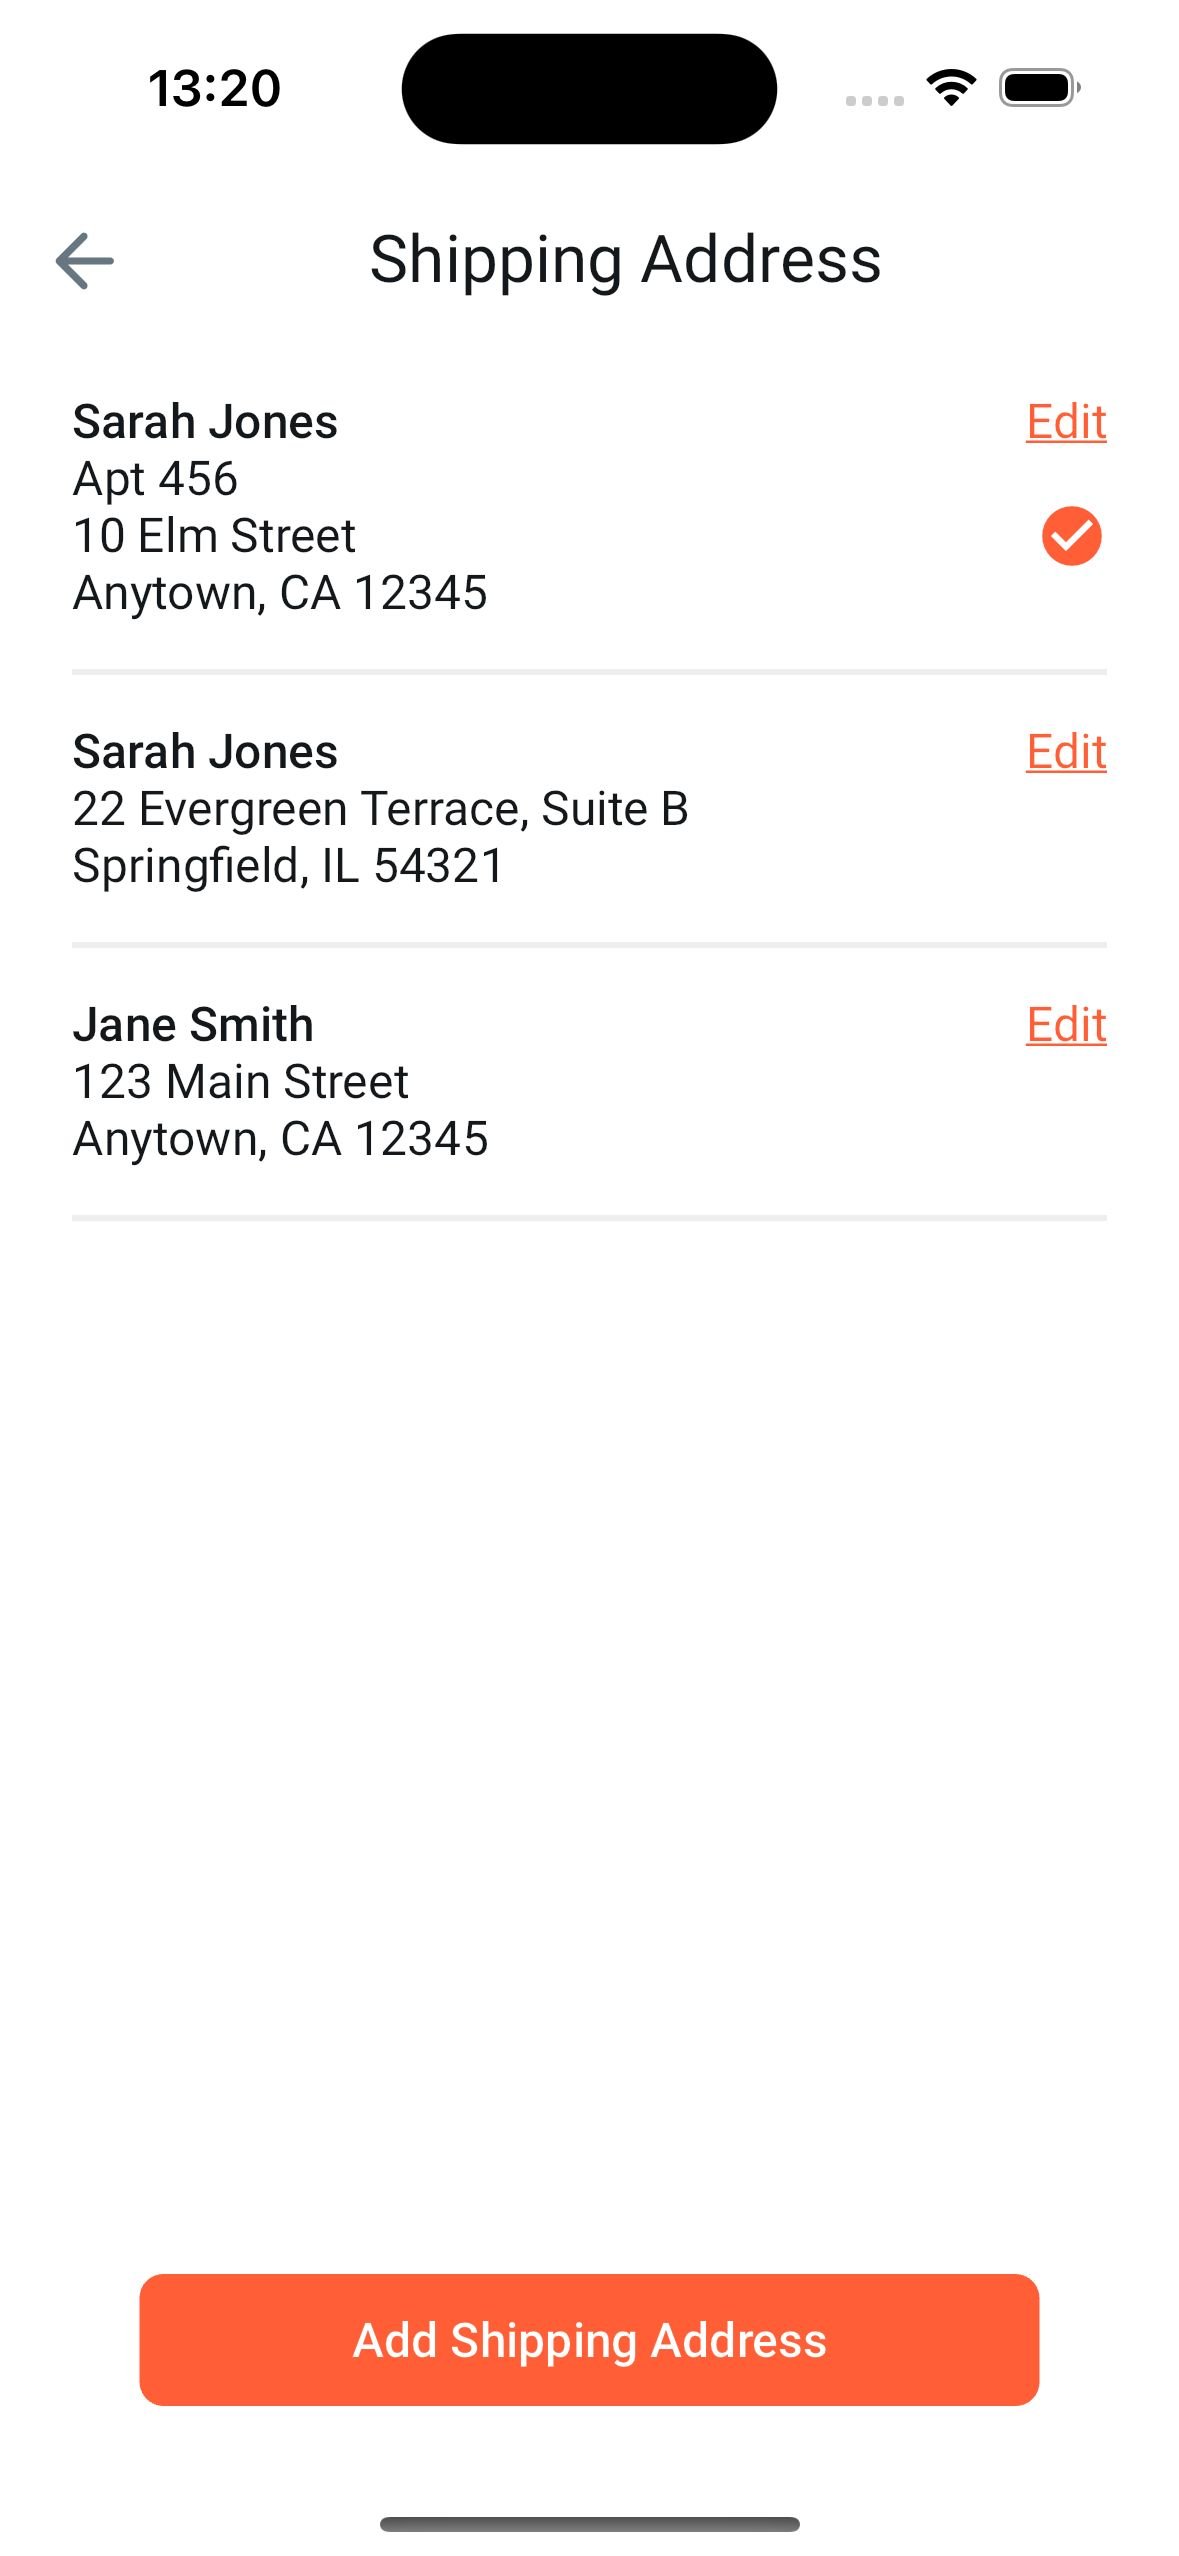 13:20
Shipping Address
Sarah Jones
Edit
Apt 456
10 Elm Street
Anytown, CA 12345
Sarah Jones
Edit
22 Evergreen Terrace, Suite B
Springfield, IL 54321
Jane Smith
Edit
123 Main Street
Anytown, CA 12345
Add Shipping Address